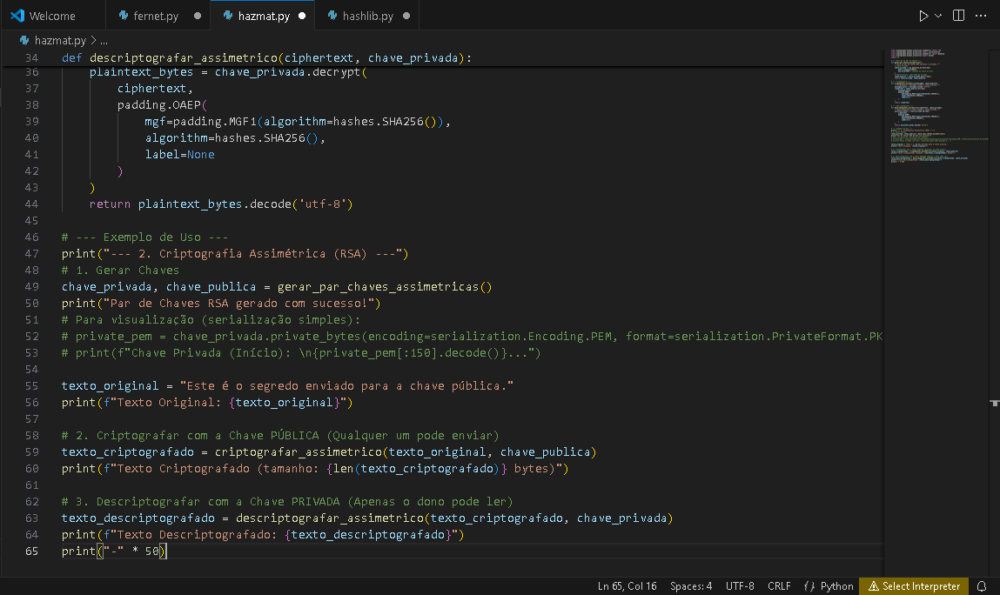 Welcome
fernet.py
hazmat.py
hashlib.py
hazmat.py > ...
34 def descriptografar_assimetrico(ciphertext, chave_privada):
36 plaintext_bytes = chave_privada.decrypt(
37 ciphertext,
38 padding.OAEP(
39 mgf=padding.MGF1(algorithm=hashes.SHA256()),
40 algorithm=hashes.SHA256(),
41 label=None
42 )
43 )
44 return plaintext_bytes.decode('utf-8')
45
46 # --- Exemplo de Uso ---
47 print("--- 2. Criptografia Assimétrica (RSA) ---")
48 # 1. Gerar Chaves
49 chave_privada, chave_publica = gerar_par_chaves_assimetricas()
50 print("Par de Chaves RSA gerado com sucesso!")
51 # Para visualização (serialização simples):
52 # private_pem = chave_privada.private_bytes(encoding=serialization.Encoding.PEM, format=serialization.PrivateFormat.PK
53 # print(f"Chave Privada (Início): \n{private_pem[:150].decode()}...")
54
55 texto_original = "Este é o segredo enviado para a chave pública."
56 print(f"Texto Original: {texto_original}")
57
58 # 2. Criptografar com a Chave PÚBLICA (Qualquer um pode enviar)
59 texto_criptografado = criptografar_assimetrico(texto_original, chave_publica)
60 print(f"Texto Criptografado (tamanho: {len(texto_criptografado)} bytes)")
61
62 # 3. Descriptografar com a Chave PRIVADA (Apenas o dono pode ler)
63 texto_descriptografado = descriptografar_assimetrico(texto_criptografado, chave_privada)
64 print(f"Texto Descriptografado: {texto_descriptografado}")
65 print("-" * 50)
Ln 65, Col 16 Spaces: 4 UTF-8 CRLF {} Python Select Interpreter